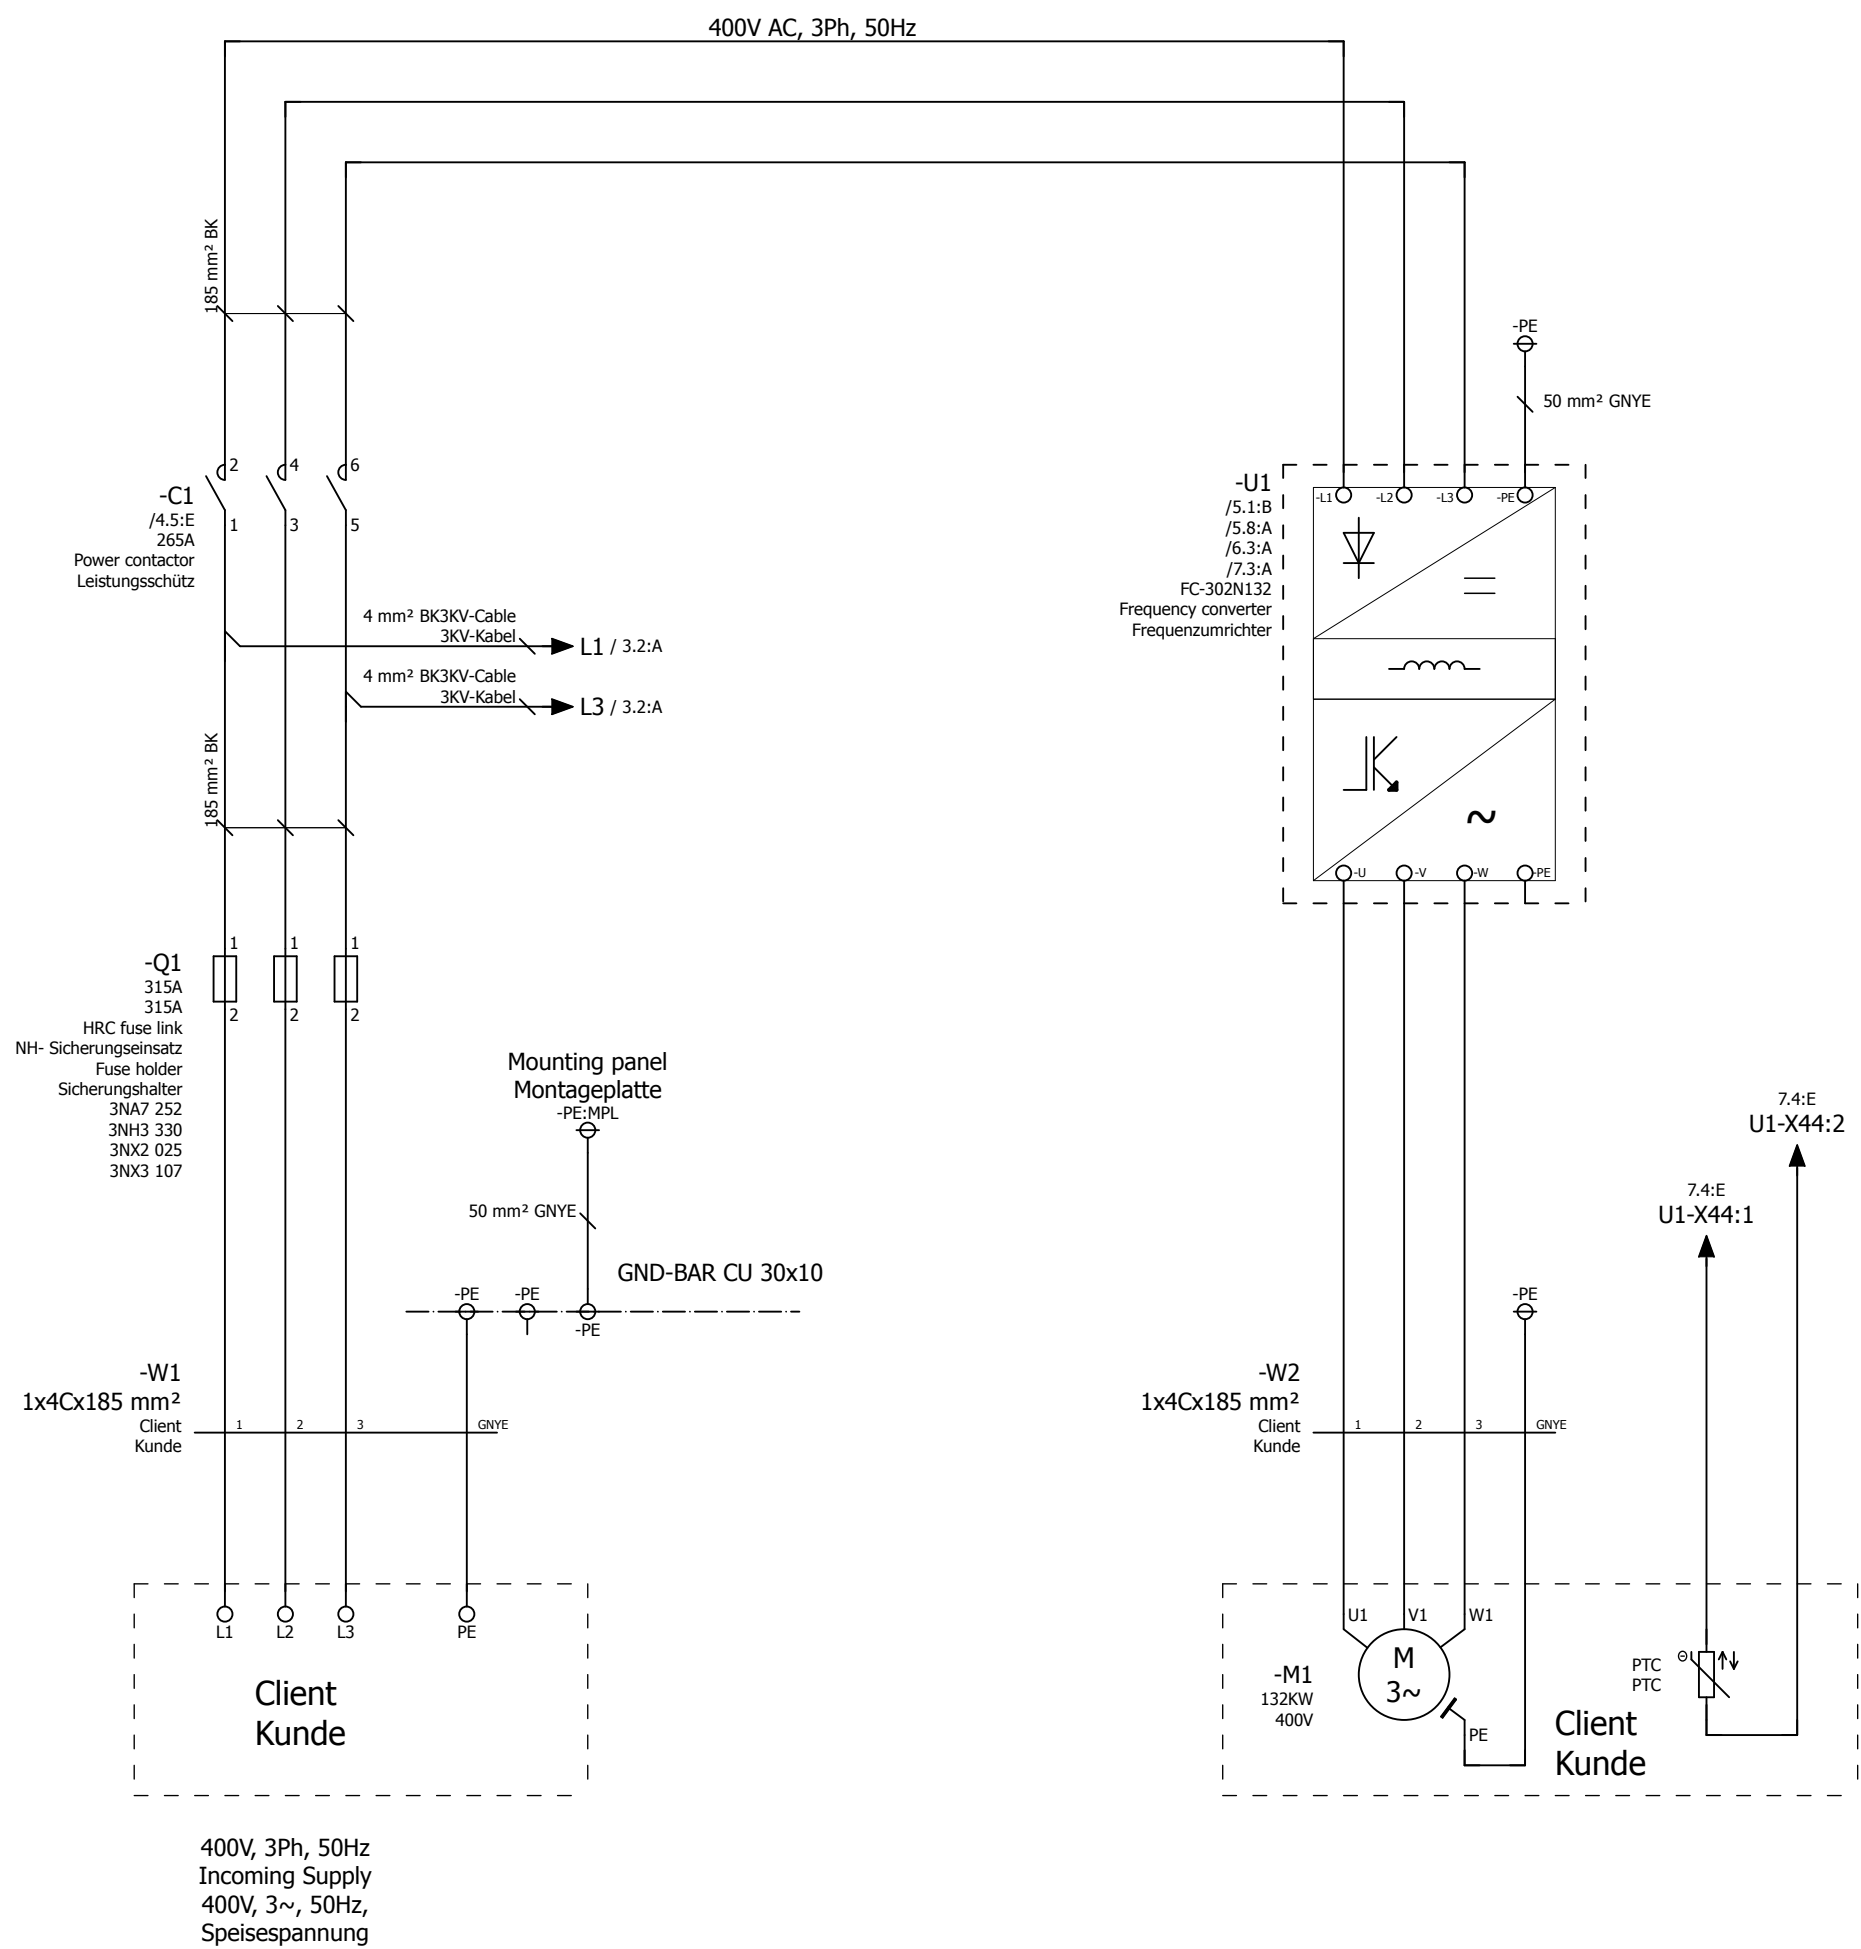 400V AC, 3Ph, 50Hz
185 mm² BK
-PE
50 mm² GNYE
2
4
6
-C1
/4.5:E
265A
Power contactor
Leistungsschütz
1
3
5
4 mm² BK3KV-Cable
3KV-Kabel
L1 / 3.2:A
4 mm² BK3KV-Cable
3KV-Kabel
L3 / 3.2:A
185 mm² BK
-U1
/5.1:B
/5.8:A
/6.3:A
/7.3:A
FC-302N132
Frequency converter
Frequenzumrichter
-L1
-L2
-L3
-PE
~
-U
-V
-W
-PE
-Q1
315A
315A
HRC fuse link
NH- Sicherungseinsatz
Fuse holder
Sicherungshalter
3NA7 252
3NH3 330
3NX2 025
3NX3 107
1
1
1
2
2
2
Mounting panel
Montageplatte
-PE:MPL
50 mm² GNYE
GND-BAR CU 30x10
-PE
-PE
-PE
7.4:E
U1-X44:2
7.4:E
U1-X44:1
-PE
-W1
1x4Cx185 mm²
Client
Kunde
1
2
3
GNYE
-W2
1x4Cx185 mm²
Client
Kunde
1
2
3
GNYE
L1
L2
L3
PE
Client
Kunde
U1
V1
W1
M
3~
-M1
132KW
400V
PE
PTC
PTC
Θ
Client
Kunde
400V, 3Ph, 50Hz
Incoming Supply
400V, 3~, 50Hz,
Speisespannung